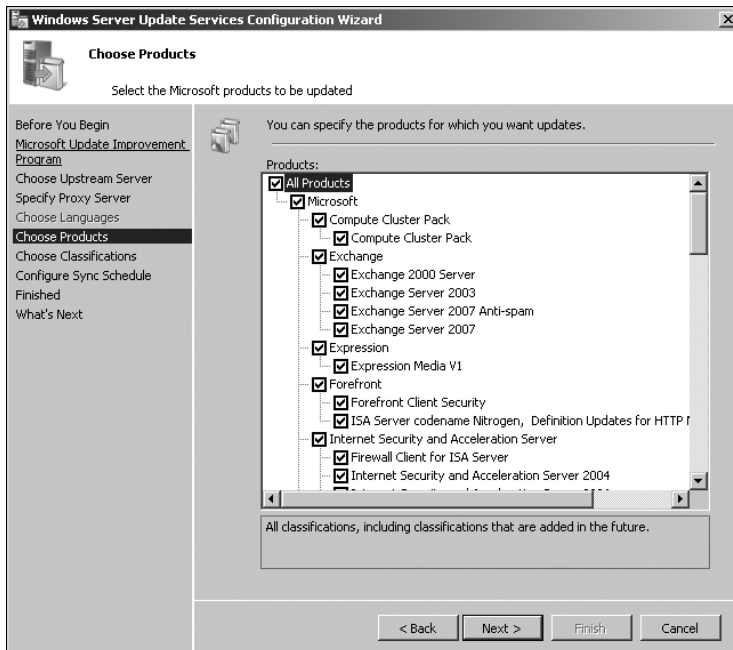 Windows Server Update Services Configuration Wizard
Choose Products
Select the Microsoft products to be updated
Before You Begin
Microsoft Update Improvement
Program
Choose Upstream Server
Specify Proxy Server
Choose Languages
Choose Products
Choose Classifications
Configure Sync Schedule
Finished
What's Next
You can specify the products for which you want updates.
Products:
All Products
Microsoft
Compute Cluster Pack
Compute Cluster Pack
Exchange
Exchange 2000 Server
Exchange Server 2003
Exchange Server 2007 Anti-spam
Exchange Server 2007
Expression
Expression Media V1
Forefront
Forefront Client Security
ISA Server codename Nitrogen, Definition Updates for HTTP
Internet Security and Acceleration Server
Firewall Client for ISA Server
Internet Security and Acceleration Server 2004
All classifications, including classifications that are added in the future.
< Back
Next >
Finish
Cancel